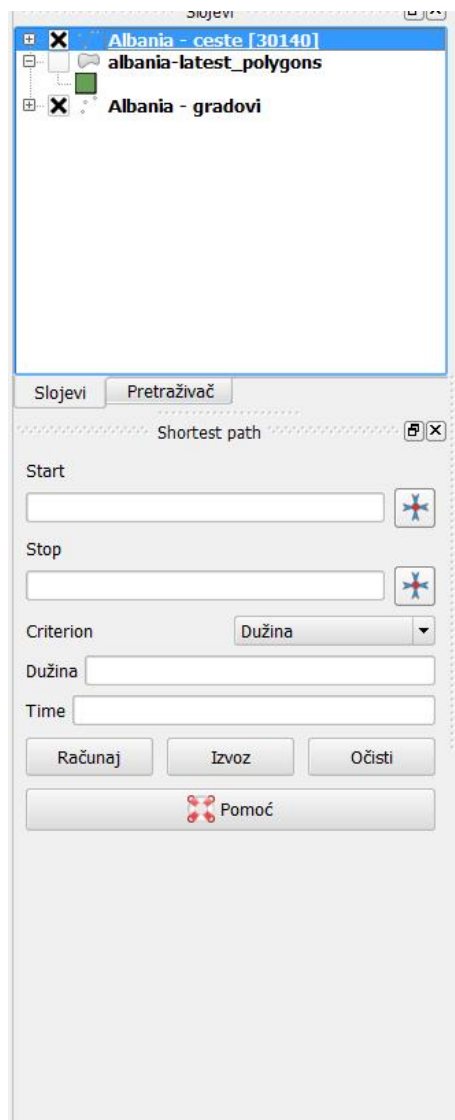 Slojevi
Albania - ceste [30140]
albania-latest_polygons
Albania - gradovi
Slojevi Pretraživač
Shortest path
Start
Stop
Criterion Dužina
Dužina
Time
Računaj Izvoz Očisti
Pomoć